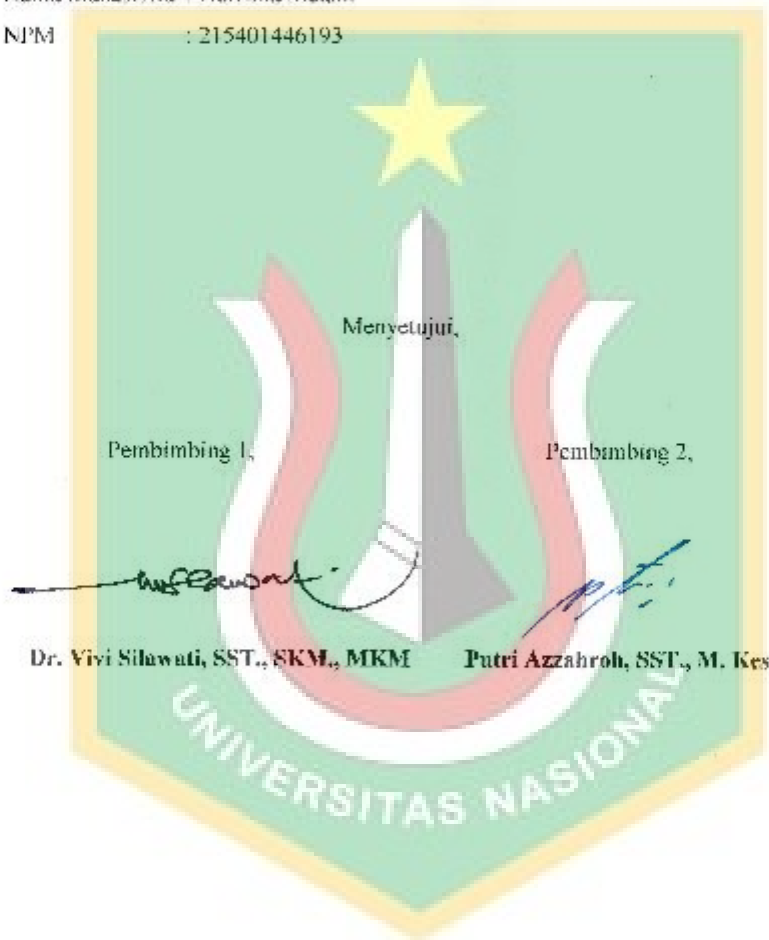 NPM : 215401446193
Menyetujui,
Pembimbing 1, Pembimbing 2,
Dr. Vivi Silawati, SST., SKM., MKM Putri Azzahroh, SST., M. Kes
UNIVERSITAS NASIONAL